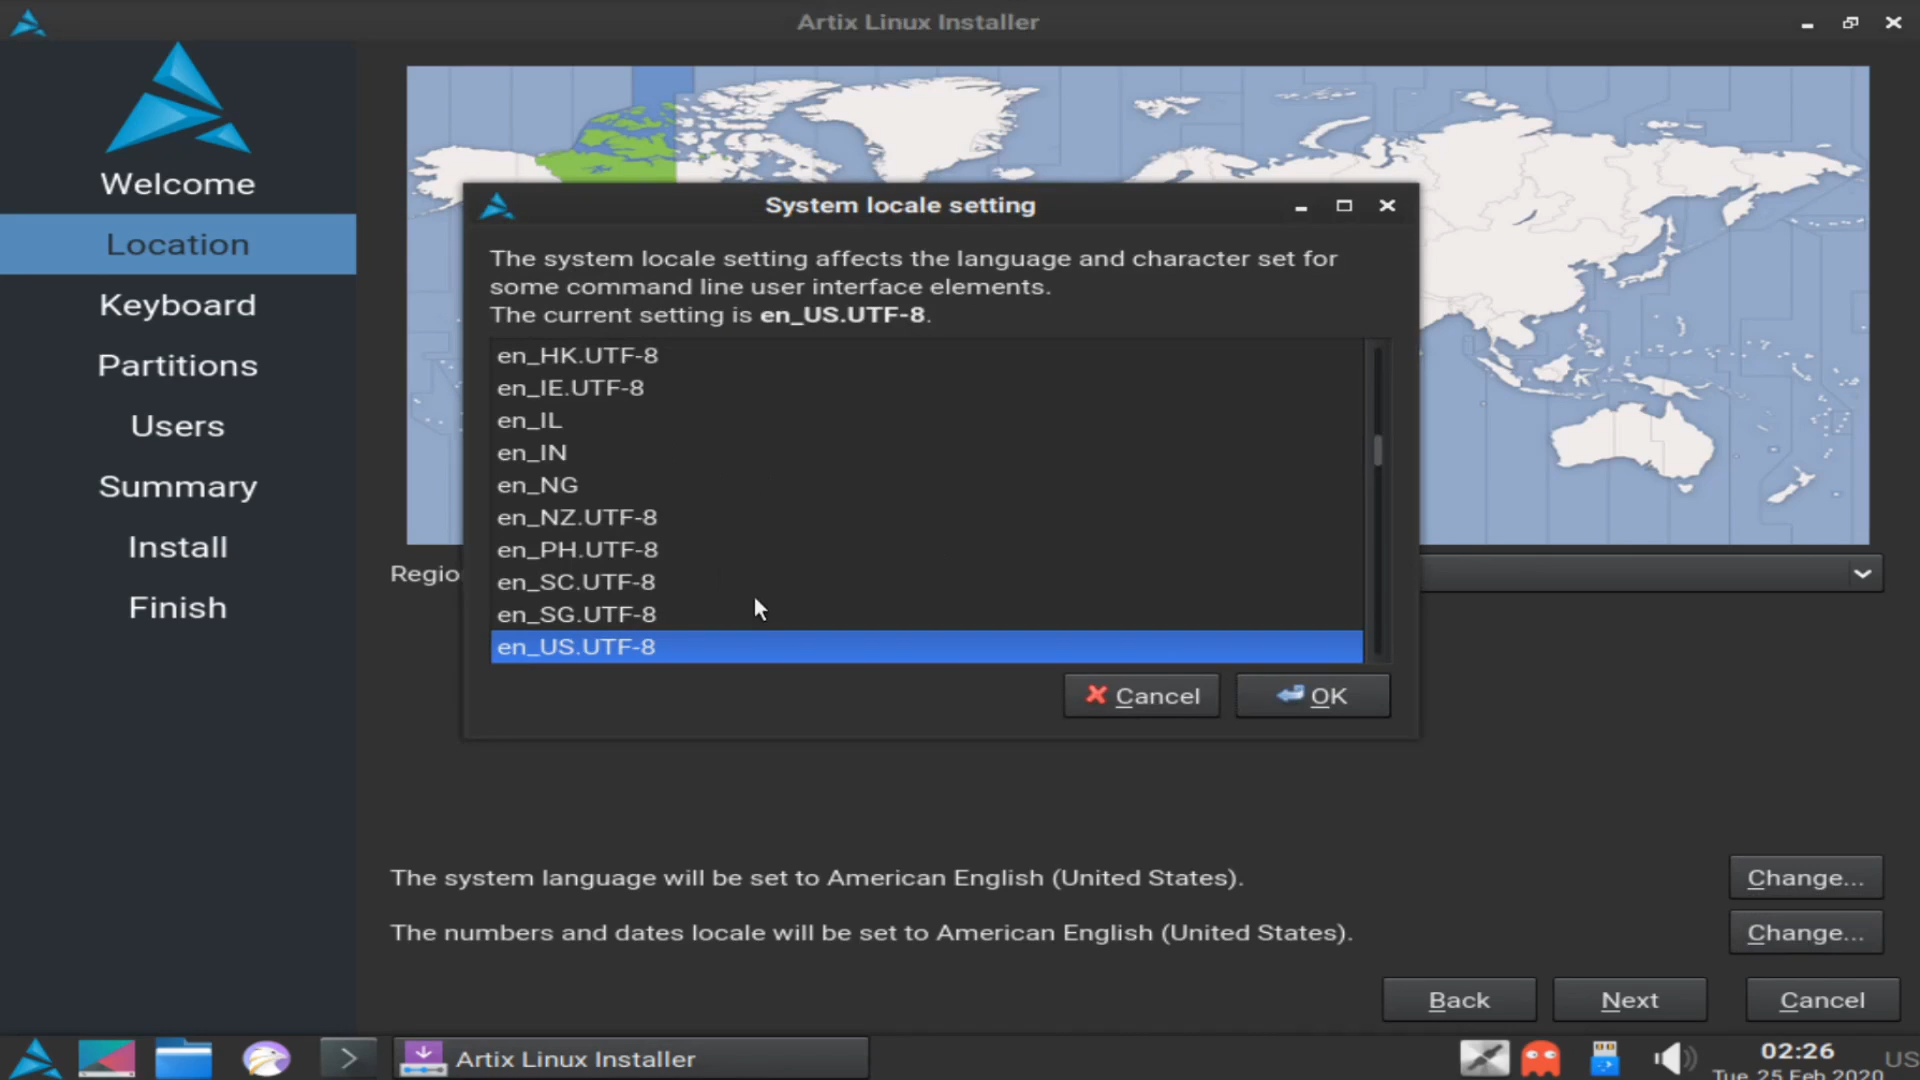 Artix Linux Installer
Welcome
Location
Keyboard
Partitions
Users
Summary
Install
Finish
System locale setting
The system locale setting affects the language and character set for
some command line user interface elements.
The current setting is en_US.UTF-8.
en_HK.UTF-8
en_IE.UTF-8
en_IL
en_IN
en_NG
en_NZ.UTF-8
en_PH.UTF-8
en_SC.UTF-8
en_SG.UTF-8
en_US.UTF-8
Cancel
OK
Regio
The system language will be set to American English (United States).
Change...
The numbers and dates locale will be set to American English (United States).
Change...
Back
Next
Cancel
Artix Linux Installer
02:26
Tue 25 Feb 2020
US